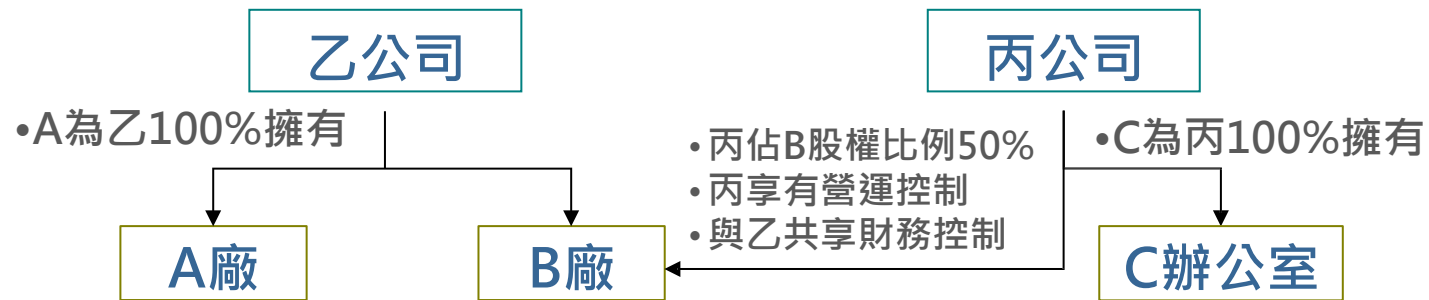 乙公司
丙公司
•A為乙100%擁有
•丙佔B股權比例50%
•丙享有營運控制
•與乙共享財務控制
•C為丙100%擁有
A廠
B廠
C辦公室